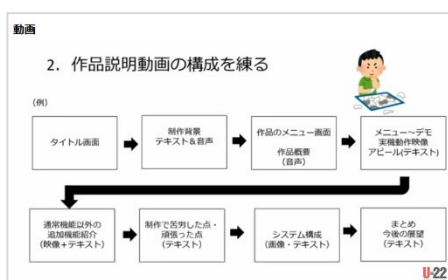 動画
2. 作品説明動画の構成を練る
(例)
タイトル画面
制作背景
テキスト&音声
作品のメニュー画面
作品概要
(音声)
メニュー～デモ
実機動作映像
アピール(テキスト)
通常機能以外の
追加機能紹介
(映像+テキスト)
制作で苦労した点・
頑張った点
(テキスト)
システム構成
(画像・テキスト)
まとめ
今後の展望
(テキスト)
U-22